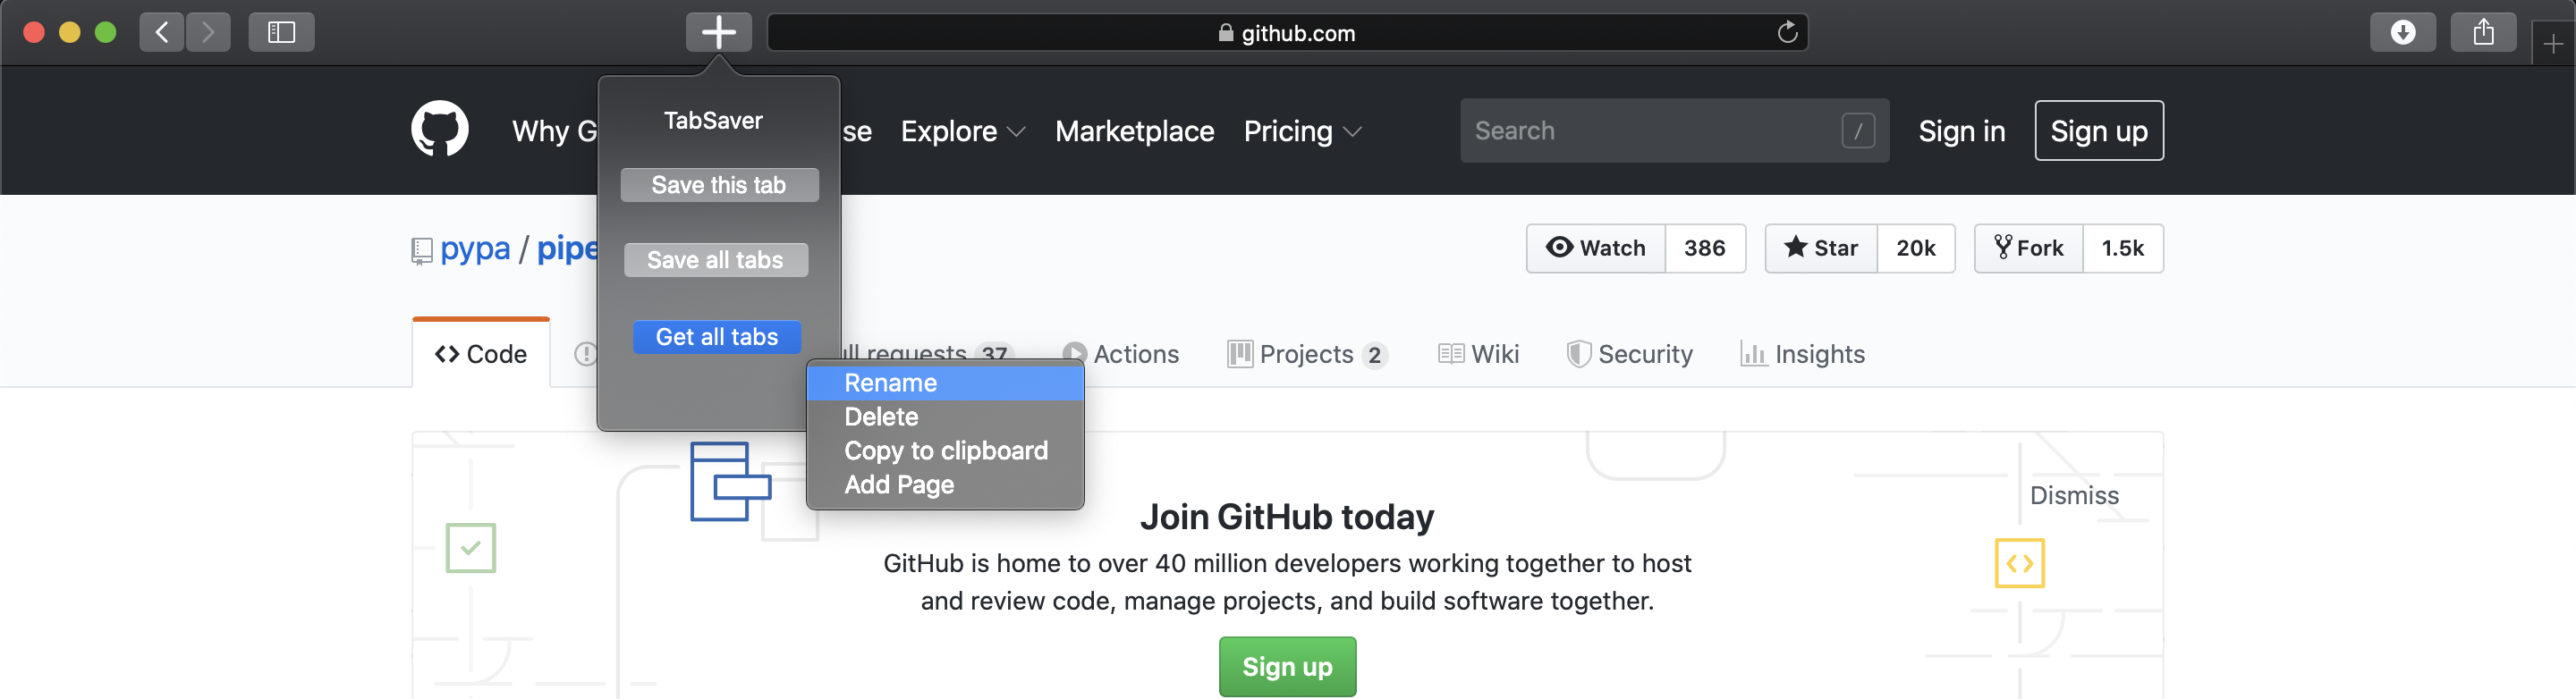 github.com
TabSaver
Save this tab
Save all tabs
Get all tabs
Rename
Delete
Copy to clipboard
Add Page
Why G
se
Explore
Marketplace
Pricing
Search
/
Sign in
Sign up
pypa / pipe
Watch 386
Star 20k
Fork 1.5k
Code
ull requests 37
Actions
Projects 2
Wiki
Security
Insights
Dismiss
Join GitHub today
GitHub is home to over 40 million developers working together to host
and review code, manage projects, and build software together.
Sign up